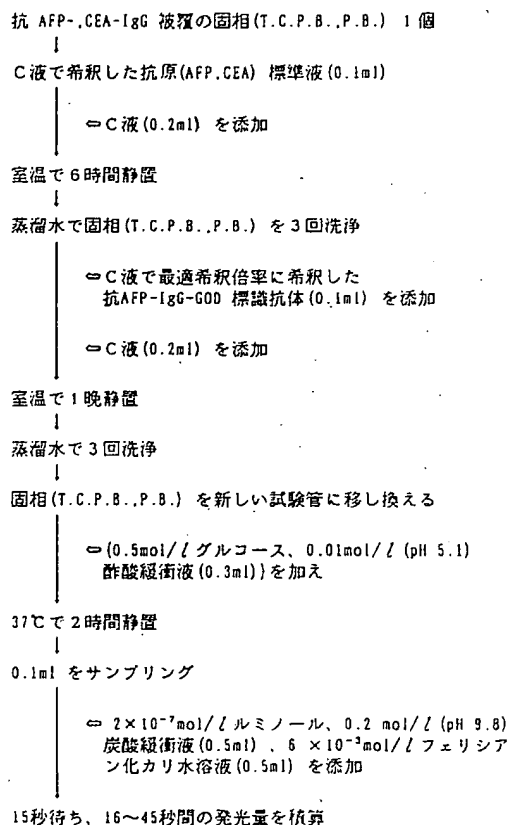 抗 AFP-,CEA-IgG 被覆の固相(T.C.P.B.,P.B.) 1 個
C液で希釈した抗原(AFP,CEA) 標準液(0.1ml)
⇦C液(0.2ml) を添加
室温で6時間静置
蒸溜水で固相(T.C.P.B.,P.B.) を3回洗浄
⇦C液で最適希釈倍率に希釈した
抗AFP-IgG-GOD 標識抗体(0.1ml) を添加
⇦C液(0.2ml) を添加
室温で1晩静置
蒸溜水で3回洗浄
固相(T.C.P.B.,P.B.) を新しい試験管に移し換える
⇦{0.5mol/l グルコース、0.01mol/l (pH 5.1)
酢酸緩衝液(0.3ml)}を加え
37℃で2時間静置
0.1ml をサンプリング
⇦ 2×10⁻⁷mol/l ルミノール、0.2 mol/l (pH 9.8)
炭酸緩衝液(0.5ml) 、6 ×10⁻³mol/l フェリシア
ン化カリ水溶液(0.5ml) を添加
15秒待ち、16〜45秒間の発光量を積算